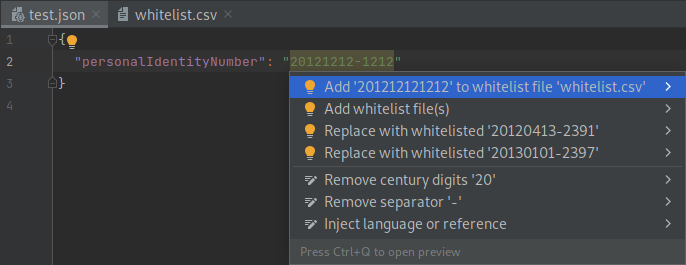 test.json whitelist.csv
1 {
2 "personalIdentityNumber": "20121212-1212"
3 }
4
Add '201212121212' to whitelist file 'whitelist.csv'
Add whitelist file(s)
Replace with whitelisted '20120413-2391'
Replace with whitelisted '20130101-2397'
Remove century digits '20'
Remove separator '-'
Inject language or reference
Press Ctrl+Q to open preview